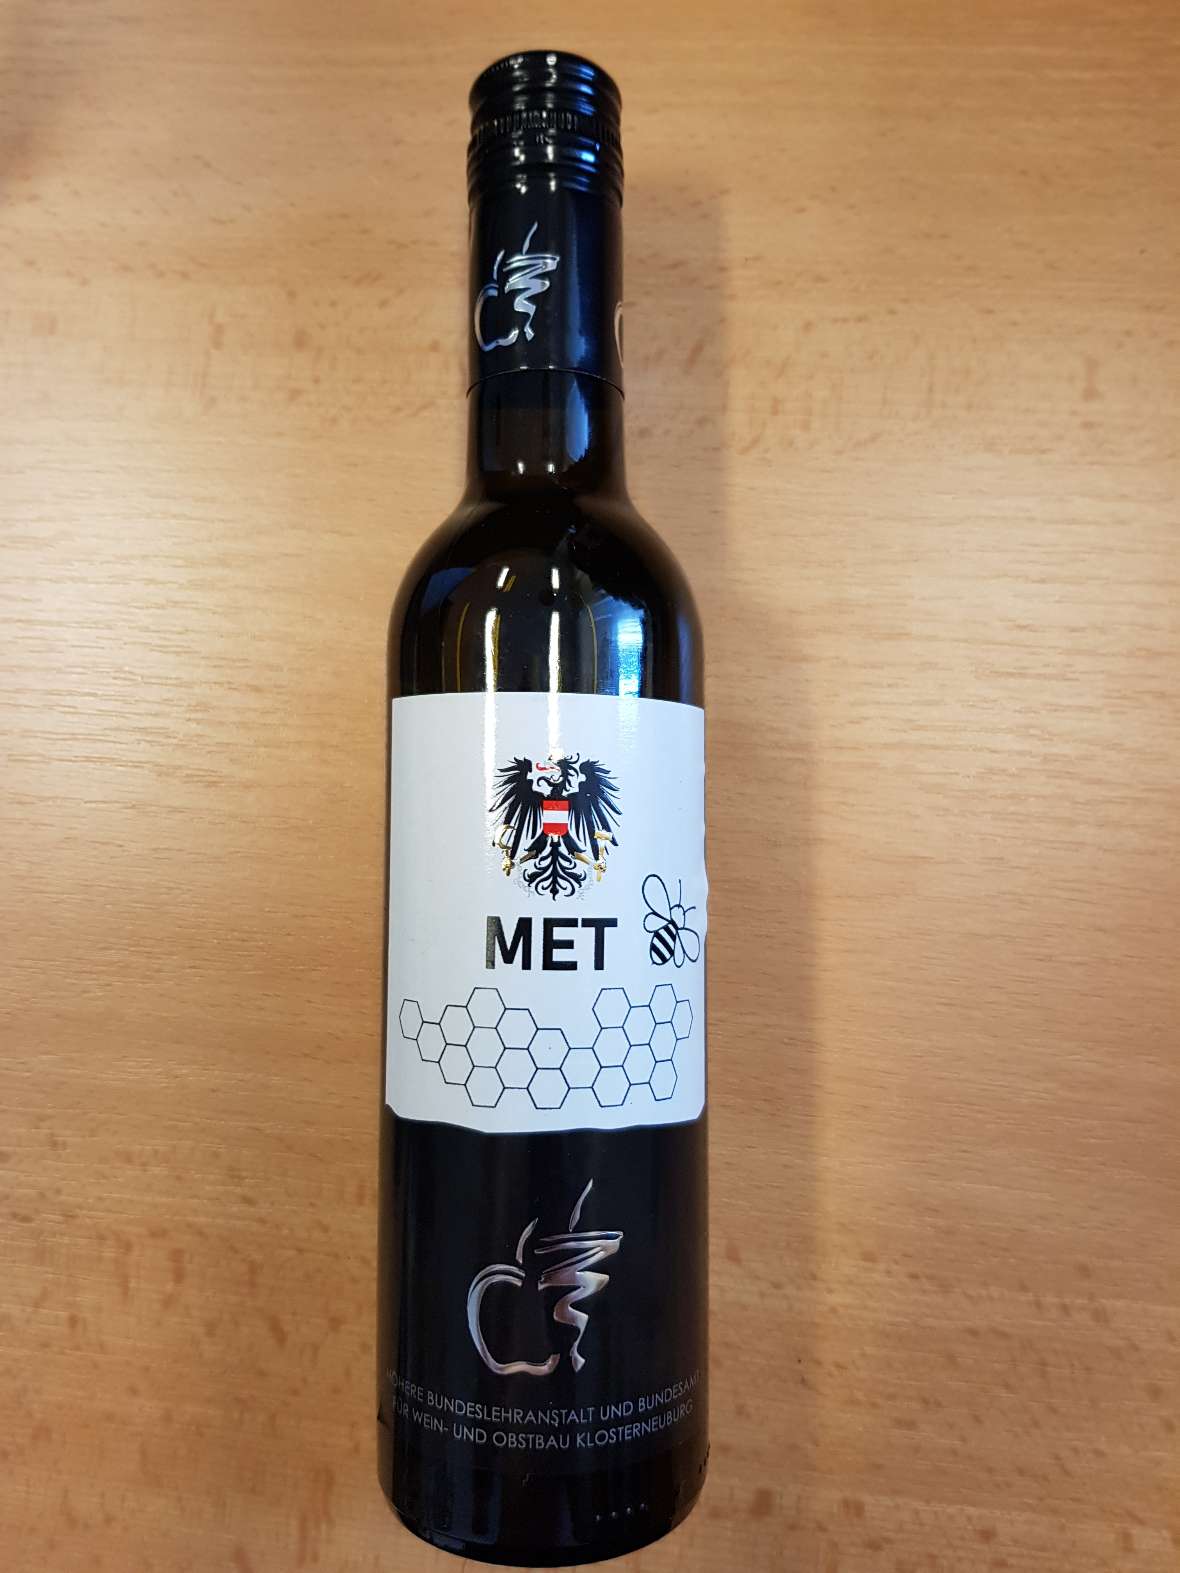 MET
HÖHERE BUNDESLEHRANSTALT UND BUNDESAMT
FÜR WEIN- UND OBSTBAU KLOSTERNEUBURG